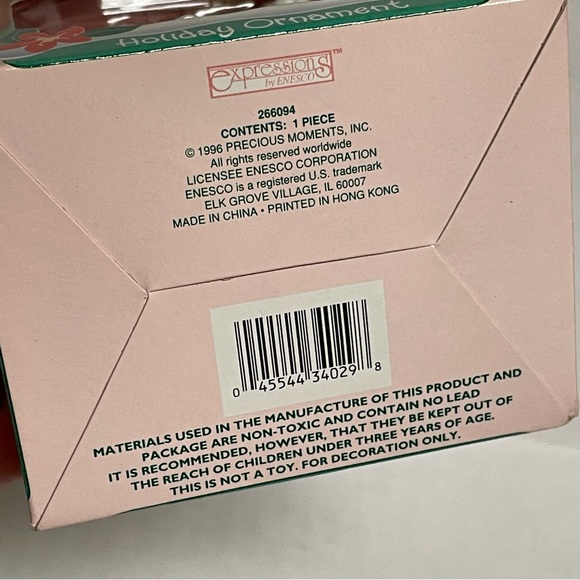 Holiday Ornament
expressions™
by ENESCO
266094
CONTENTS: 1 PIECE
© 1996 PRECIOUS MOMENTS, INC.
All rights reserved worldwide
LICENSEE ENESCO CORPORATION
ENESCO is a registered U.S. trademark
ELK GROVE VILLAGE, IL 60007
MADE IN CHINA • PRINTED IN HONG KONG
0 45544 34029 8
MATERIALS USED IN THE MANUFACTURE OF THIS PRODUCT AND
PACKAGE ARE NON-TOXIC AND CONTAIN NO LEAD
IT IS RECOMMENDED, HOWEVER, THAT THEY BE KEPT OUT OF
THE REACH OF CHILDREN UNDER THREE YEARS OF AGE.
THIS IS NOT A TOY. FOR DECORATION ONLY.